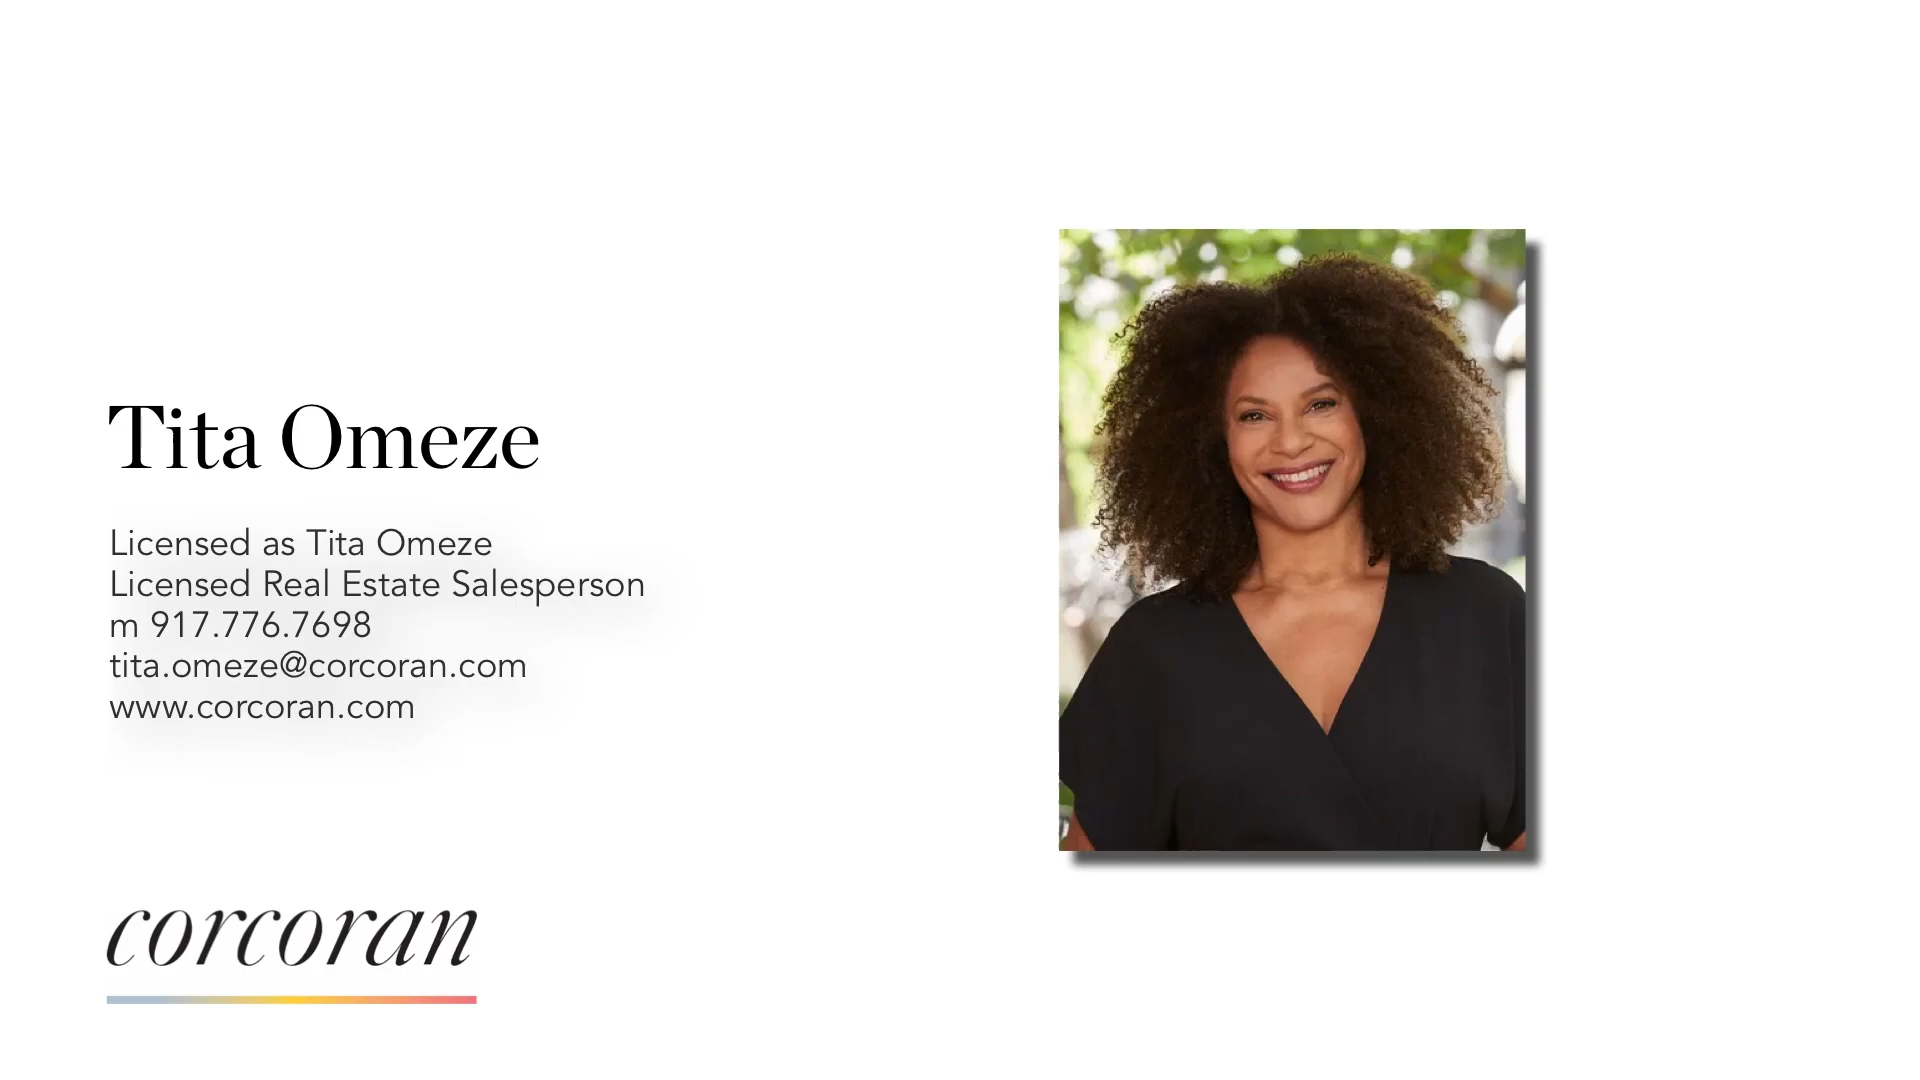 Tita Omeze
Licensed as Tita Omeze
Licensed Real Estate Salesperson
m 917.776.7698
tita.omeze@corcoran.com
www.corcoran.com
corcoran